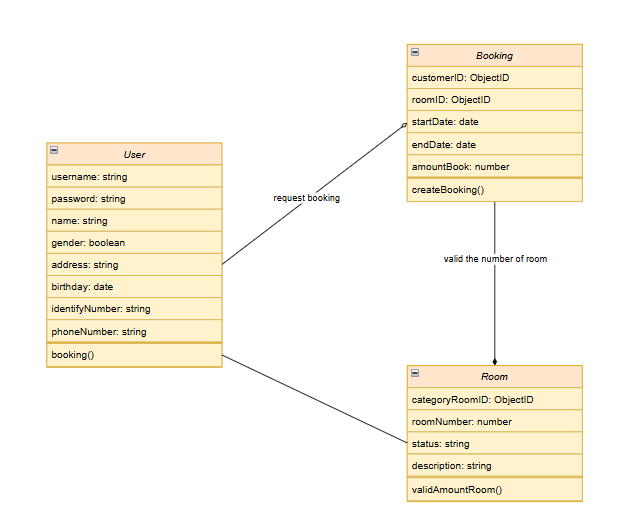 Booking
customerID: ObjectID
roomID: ObjectID
startDate: date
endDate: date
amountBook: number
createBooking()
User
username: string
password: string
name: string
gender: boolean
address: string
birthday: date
identifyNumber: string
phoneNumber: string
booking()
request booking
valid the number of room
Room
categoryRoomID: ObjectID
roomNumber: number
status: string
description: string
validAmountRoom()